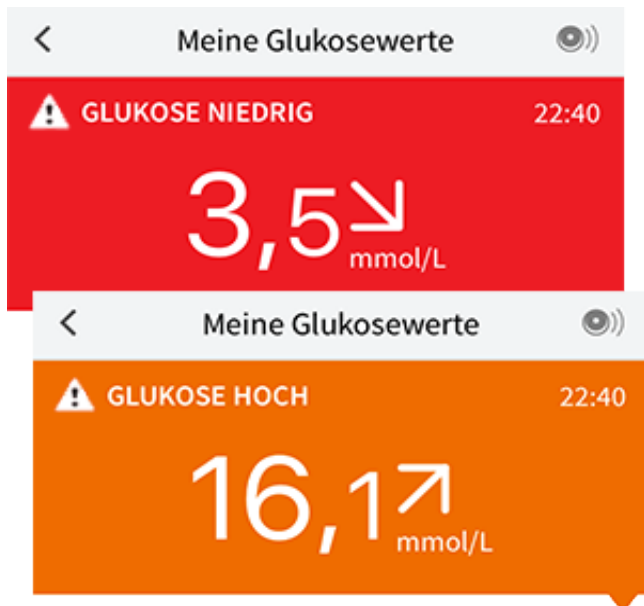 Meine Glukosewerte
GLUKOSE NIEDRIG 22:40
3,5
mmol/L
Meine Glukosewerte
GLUKOSE HOCH 22:40
16,1
mmol/L